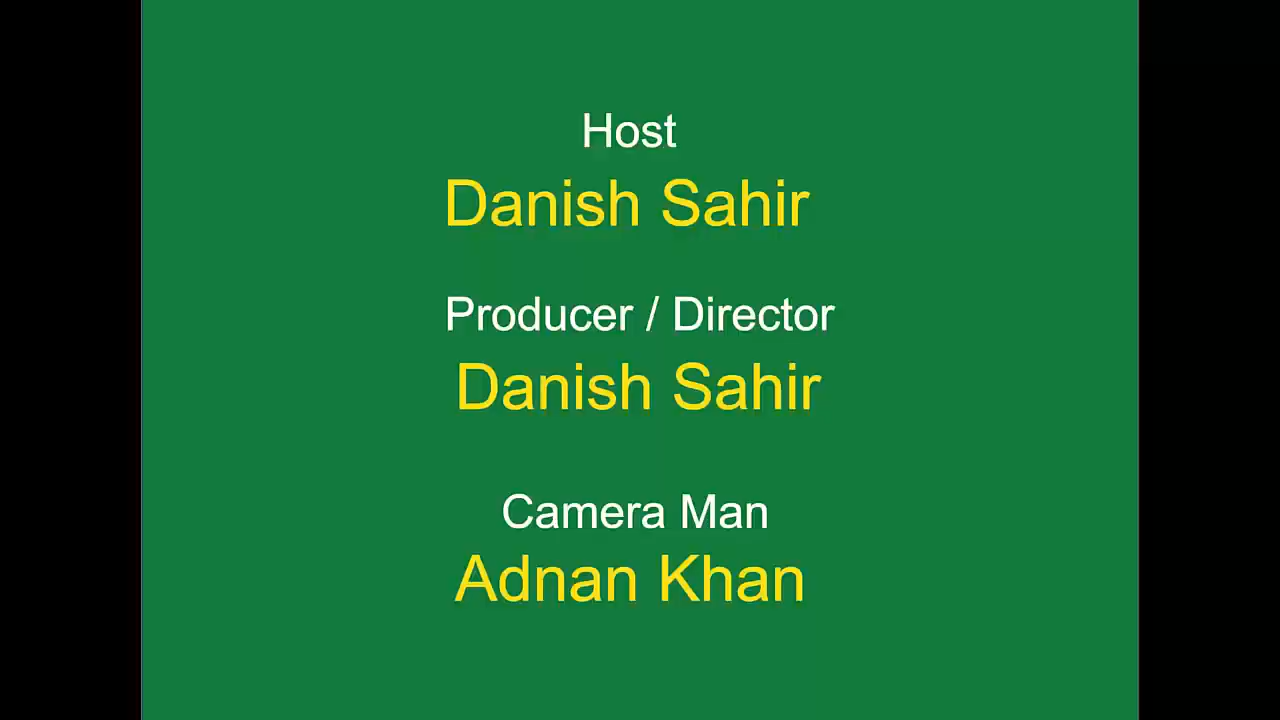 Host
Danish Sahir
Producer / Director
Danish Sahir
Camera Man
Adnan Khan